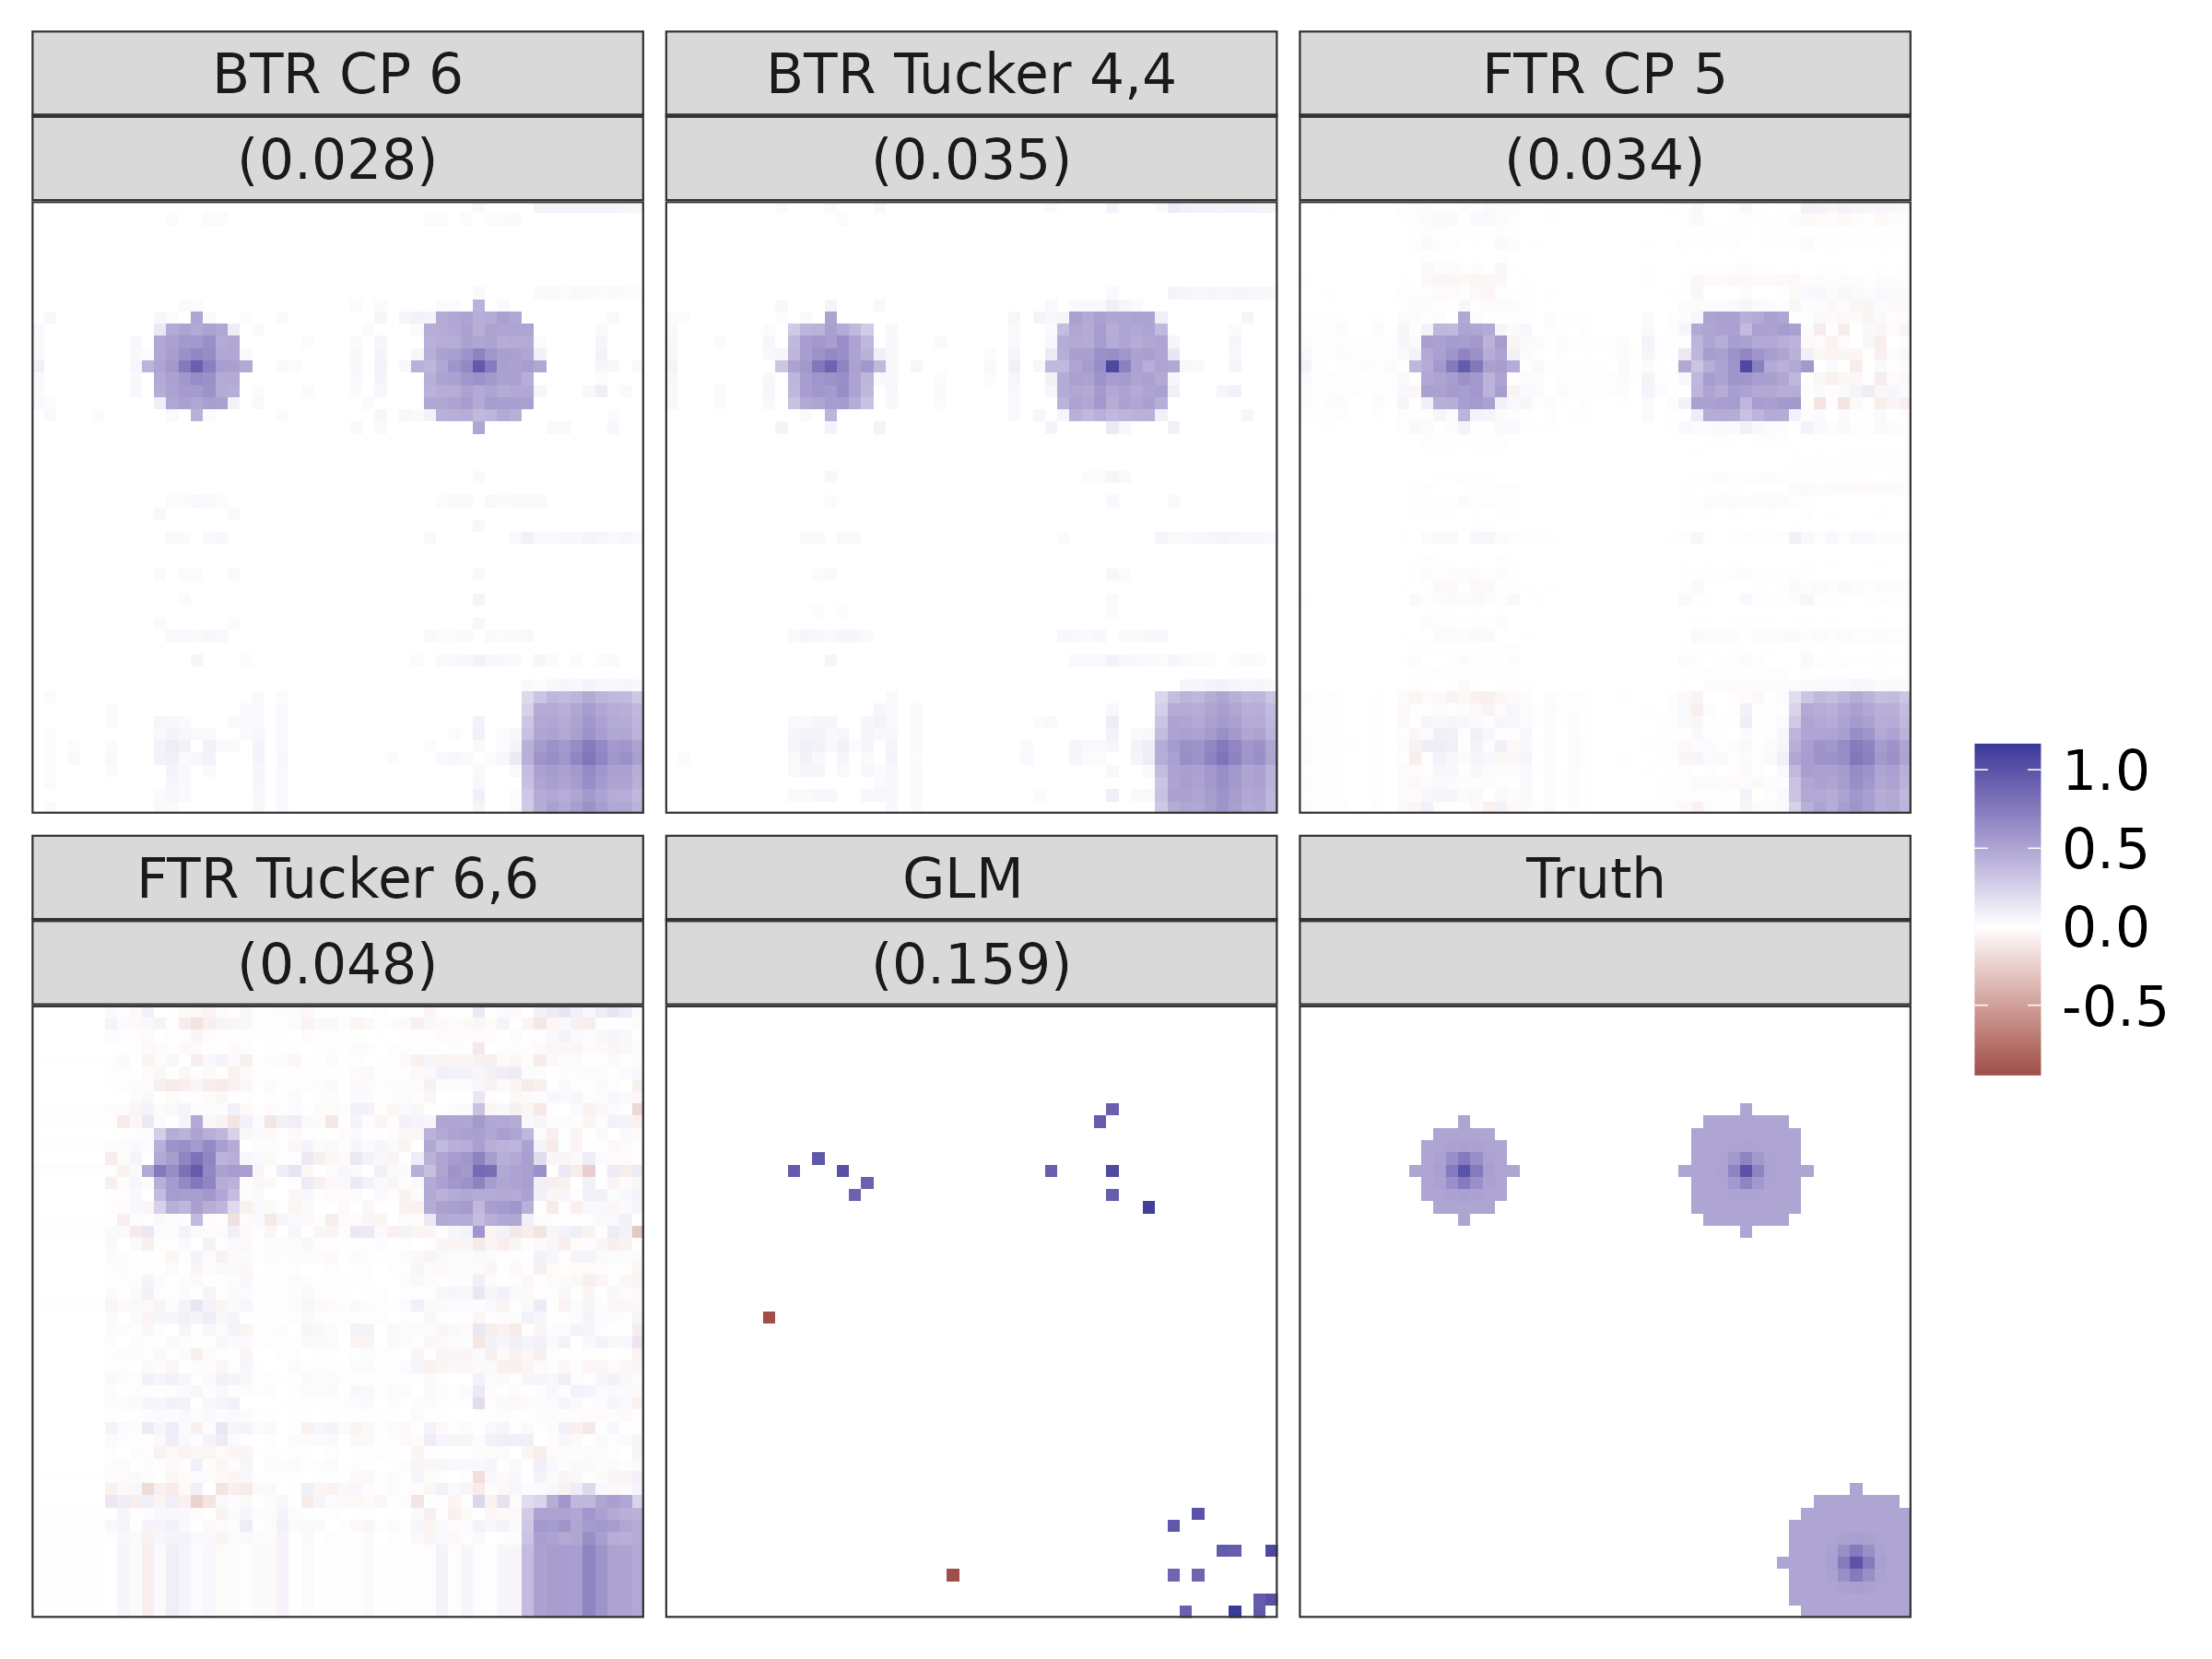 BTR CP 6
(0.028)
BTR Tucker 4,4
(0.035)
FTR CP 5
(0.034)
FTR Tucker 6,6
(0.048)
GLM
(0.159)
Truth
1.0
0.5
0.0
-0.5